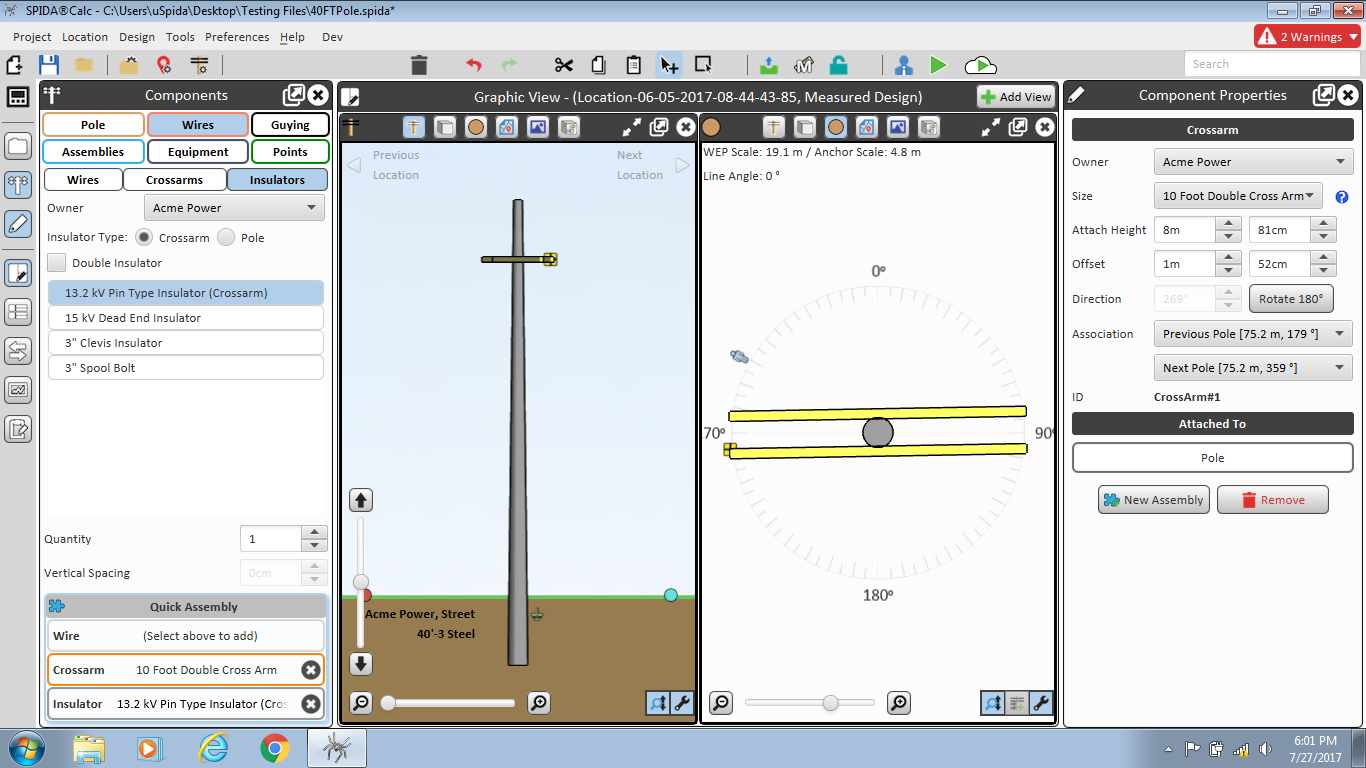 SPIDA®Calc - C:\Users\uSpida\Desktop\Testing Files\40FTPole.spida*
Project Location Design Tools Preferences Help Dev
2 Warnings
Search
Components
Pole Wires Guying
Assemblies Equipment Points
Wires Crossarms Insulators
Owner Acme Power
Insulator Type: Crossarm Pole
Double Insulator
13.2 kV Pin Type Insulator (Crossarm)
15 kV Dead End Insulator
3" Clevis Insulator
3" Spool Bolt
Quantity 1
Vertical Spacing 0cm
Quick Assembly
Wire (Select above to add)
Crossarm 10 Foot Double Cross Arm
Insulator 13.2 kV Pin Type Insulator (Cros
Graphic View - (Location-06-05-2017-08-44-43-85, Measured Design)
Add View
Previous
Location
Next
Location
Acme Power, Street
40'-3 Steel
WEP Scale: 19.1 m / Anchor Scale: 4.8 m
Line Angle: 0 °
0º
70º
90º
180º
Component Properties
Crossarm
Owner Acme Power
Size 10 Foot Double Cross Arm
Attach Height 8m 81cm
Offset 1m 52cm
Direction 269° Rotate 180°
Association Previous Pole [75.2 m, 179 °]
Next Pole [75.2 m, 359 °]
ID CrossArm#1
Attached To
Pole
New Assembly Remove
6:01 PM
7/27/2017